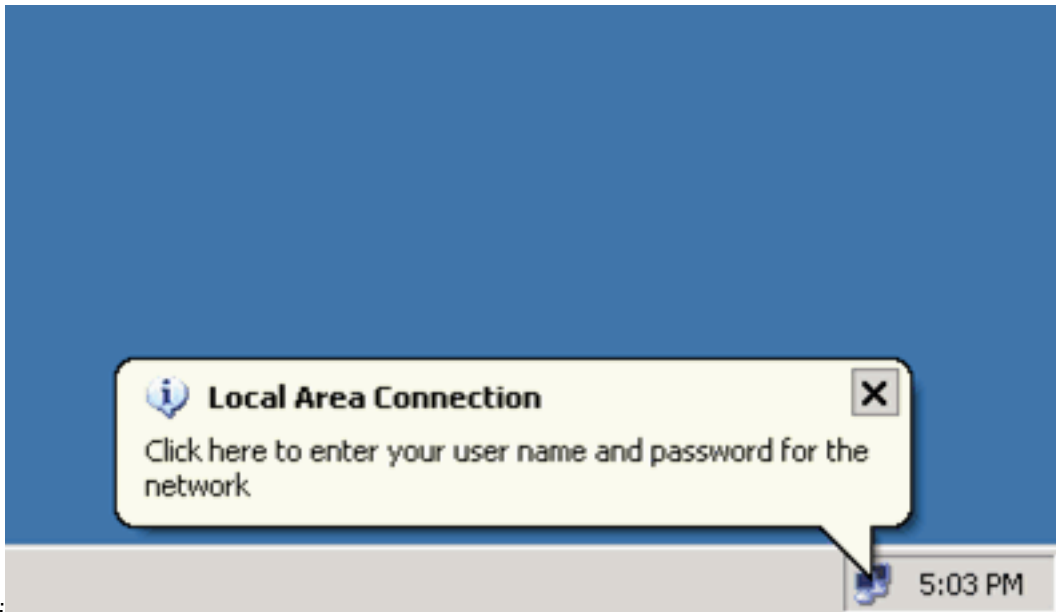 Local Area Connection
Click here to enter your user name and password for the
network
5:03 PM